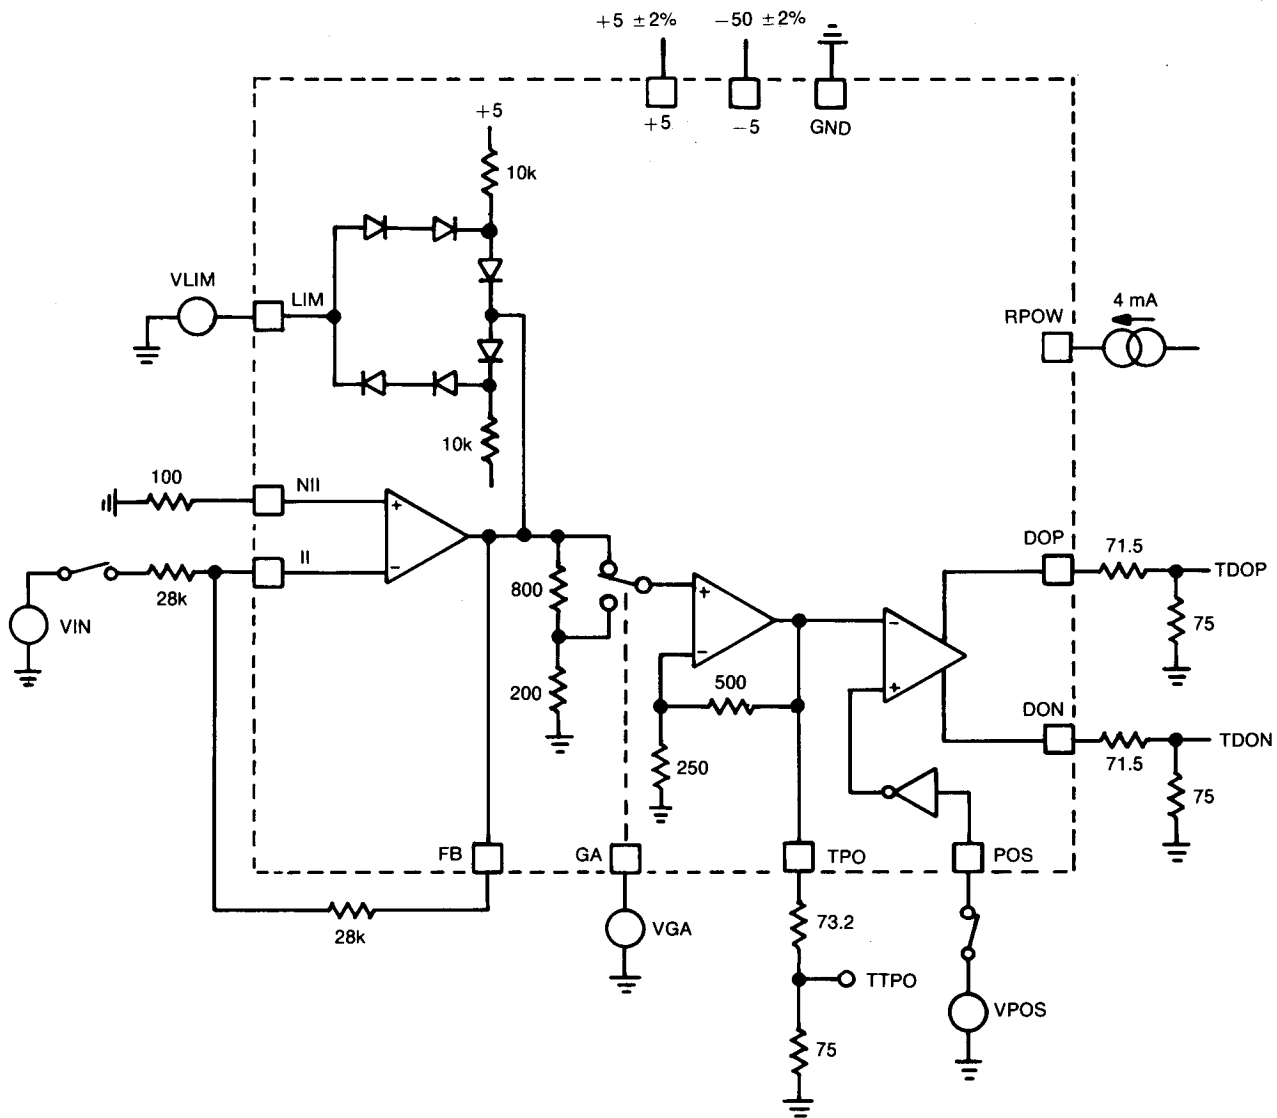 +5 ±2%
−50 ±2%
+5
−5
GND
+5
10k
VLIM
LIM
RPOW
4 mA
10k
100
NII
+
II
−
28k
VIN
800
200
+
−
500
250
−
+
DOP
71.5
TDOP
75
DON
71.5
TDON
75
FB
GA
TPO
POS
28k
VGA
73.2
TTPO
VPOS
75